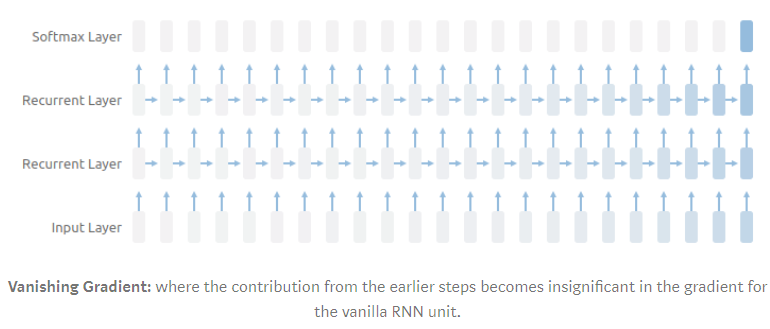 Softmax Layer
Recurrent Layer
Recurrent Layer
Input Layer
Vanishing Gradient: where the contribution from the earlier steps becomes insignificant in the gradient for
the vanilla RNN unit.